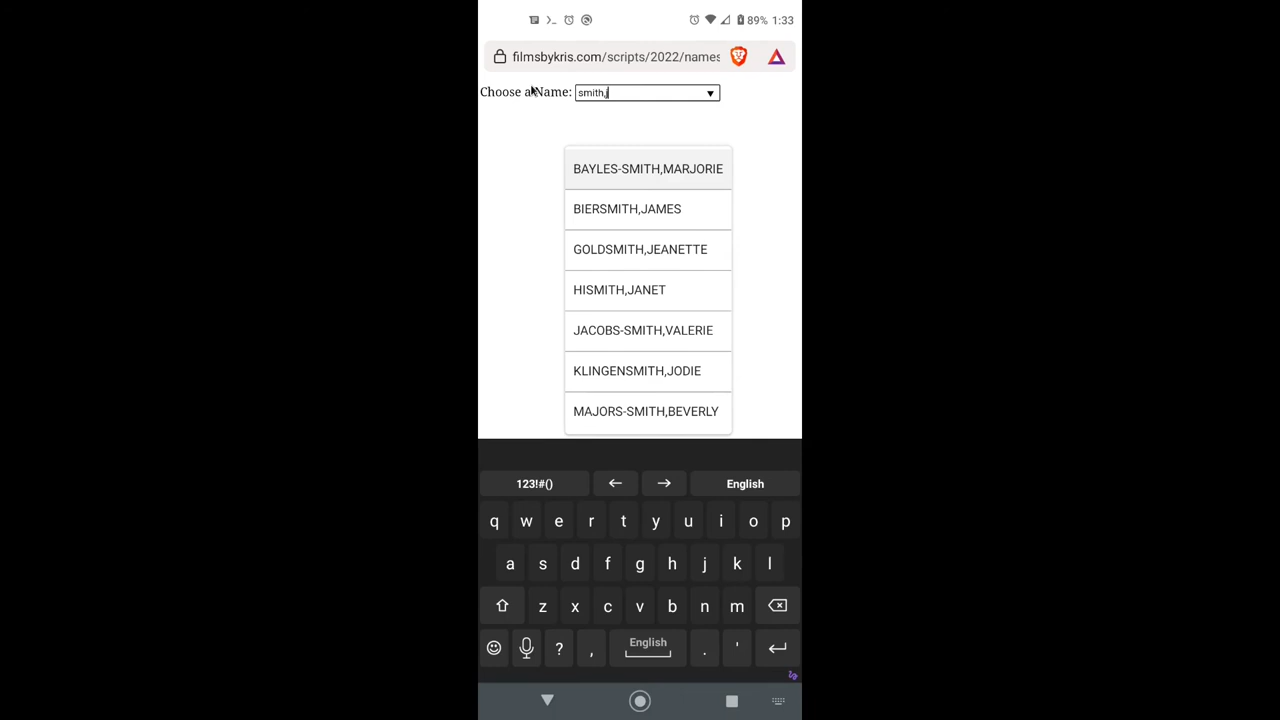 89% 1:33
filmsbykris.com/scripts/2022/names
Choose a Name: smith,j
BAYLES-SMITH,MARJORIE
BIERSMITH,JAMES
GOLDSMITH,JEANETTE
HISMITH,JANET
JACOBS-SMITH,VALERIE
KLINGENSMITH,JODIE
MAJORS-SMITH,BEVERLY
123!#() ← → English
q w e r t y u i o p
a s d f g h j k l
z x c v b n m
? , English . '